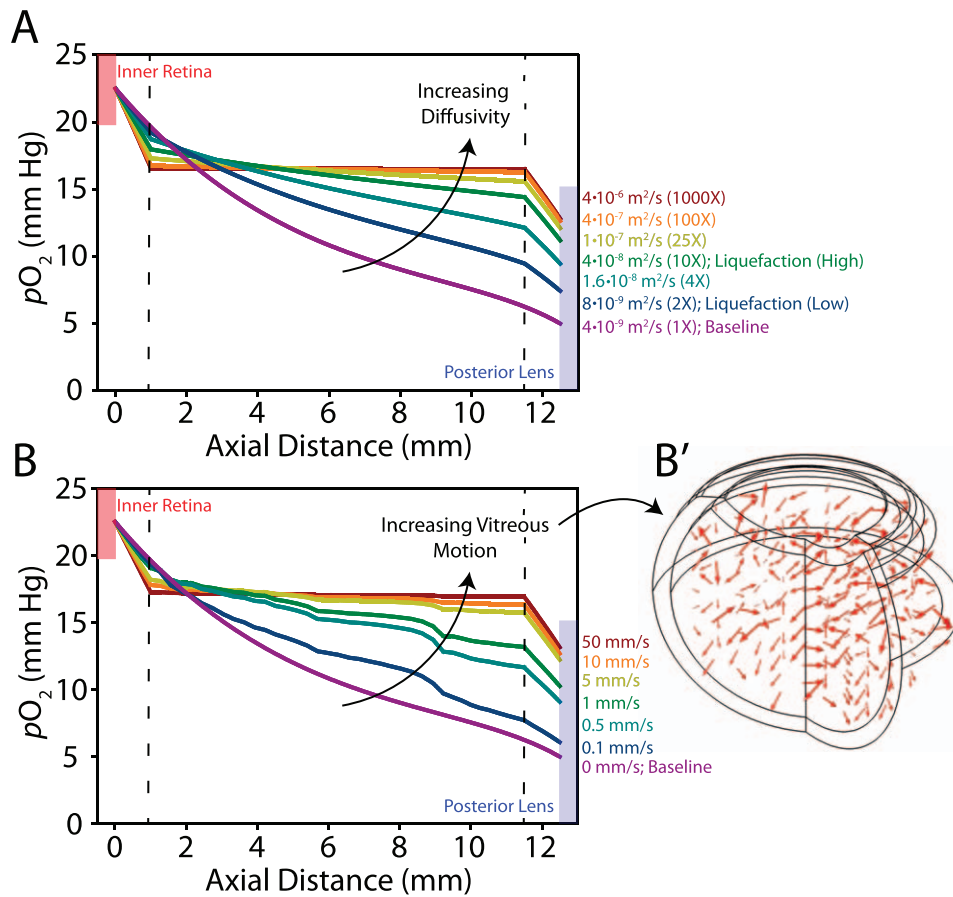 A
25
Inner Retina
20
15
10
5
0
pO₂ (mm Hg)
Increasing
Diffusivity
4•10⁻⁶ m²/s (1000X)
4•10⁻⁷ m²/s (100X)
1•10⁻⁷ m²/s (25X)
4•10⁻⁸ m²/s (10X); Liquefaction (High)
1.6•10⁻⁸ m²/s (4X)
8•10⁻⁹ m²/s (2X); Liquefaction (Low)
4•10⁻⁹ m²/s (1X); Baseline
Posterior Lens
0 2 4 6 8 10 12
Axial Distance (mm)
B
25
Inner Retina
20
15
10
5
0
pO₂ (mm Hg)
Increasing Vitreous
Motion
50 mm/s
10 mm/s
5 mm/s
1 mm/s
0.5 mm/s
0.1 mm/s
0 mm/s; Baseline
Posterior Lens
0 2 4 6 8 10 12
Axial Distance (mm)
B′